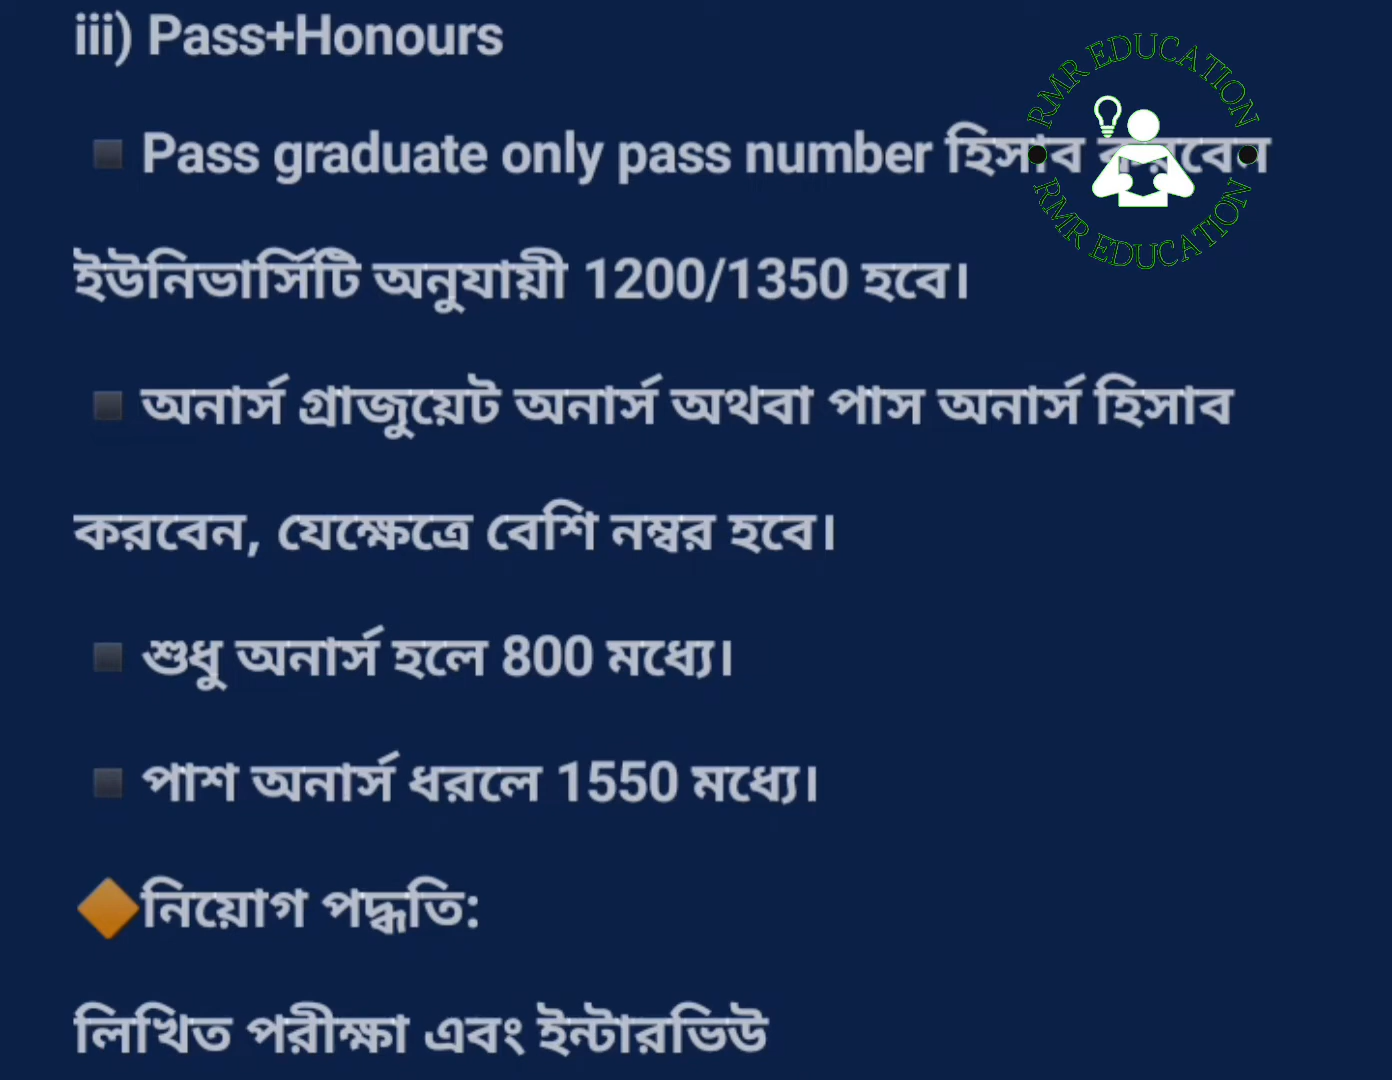 iii) Pass+Honours
RMR EDUCATION
▪ Pass graduate only pass number হিসাব করবেন
ইউনিভার্সিটি অনুযায়ী 1200/1350 হবে।
RMR EDUCATION
▪ অনার্স গ্রাজুয়েট অনার্স অথবা পাস অনার্স হিসাব
করবেন, যেক্ষেত্রে বেশি নম্বর হবে।
▪ শুধু অনার্স হলে 800 মধ্যে।
▪ পাশ অনার্স ধরলে 1550 মধ্যে।
🔶নিয়োগ পদ্ধতি:
লিখিত পরীক্ষা এবং ইন্টারভিউ